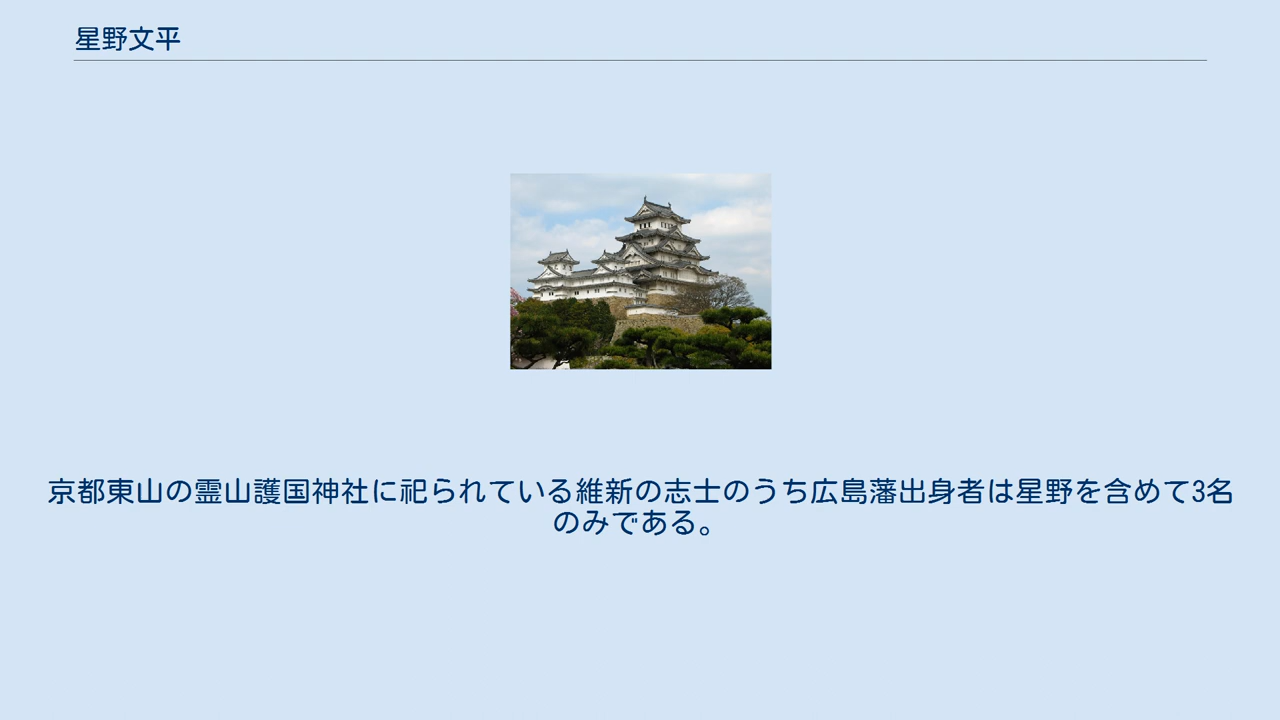 星野文平
京都東山の霊山護国神社に祀られている維新の志士のうち広島藩出身者は星野を含めて3名
のみである。